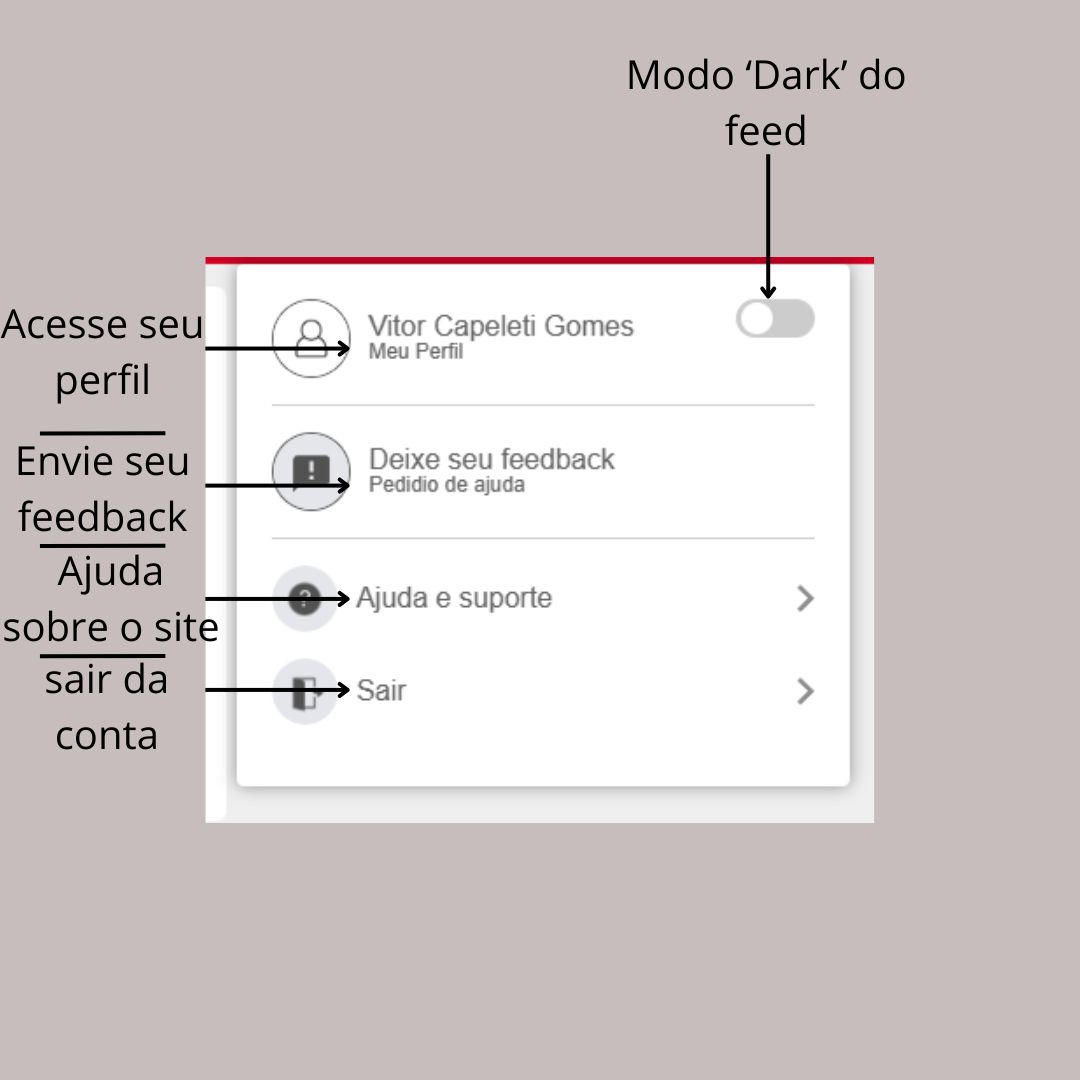 Modo ‘Dark’ do
feed
Acesse seu
perfil
Envie seu
feedback
Ajuda
sobre o site
sair da
conta
Vitor Capeleti Gomes
Meu Perfil
Deixe seu feedback
Pedidio de ajuda
Ajuda e suporte
Sair